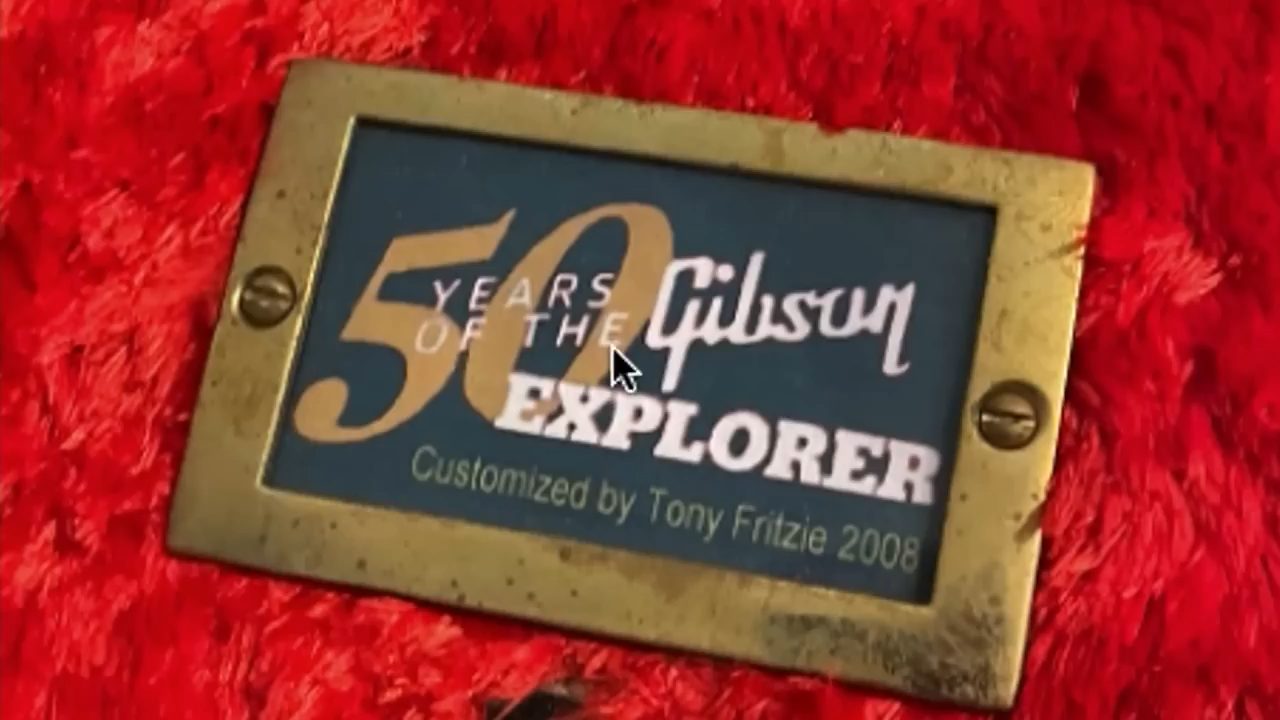 50
YEARS
OF THE
Gibson
EXPLORER
Customized by Tony Fritzie 2008